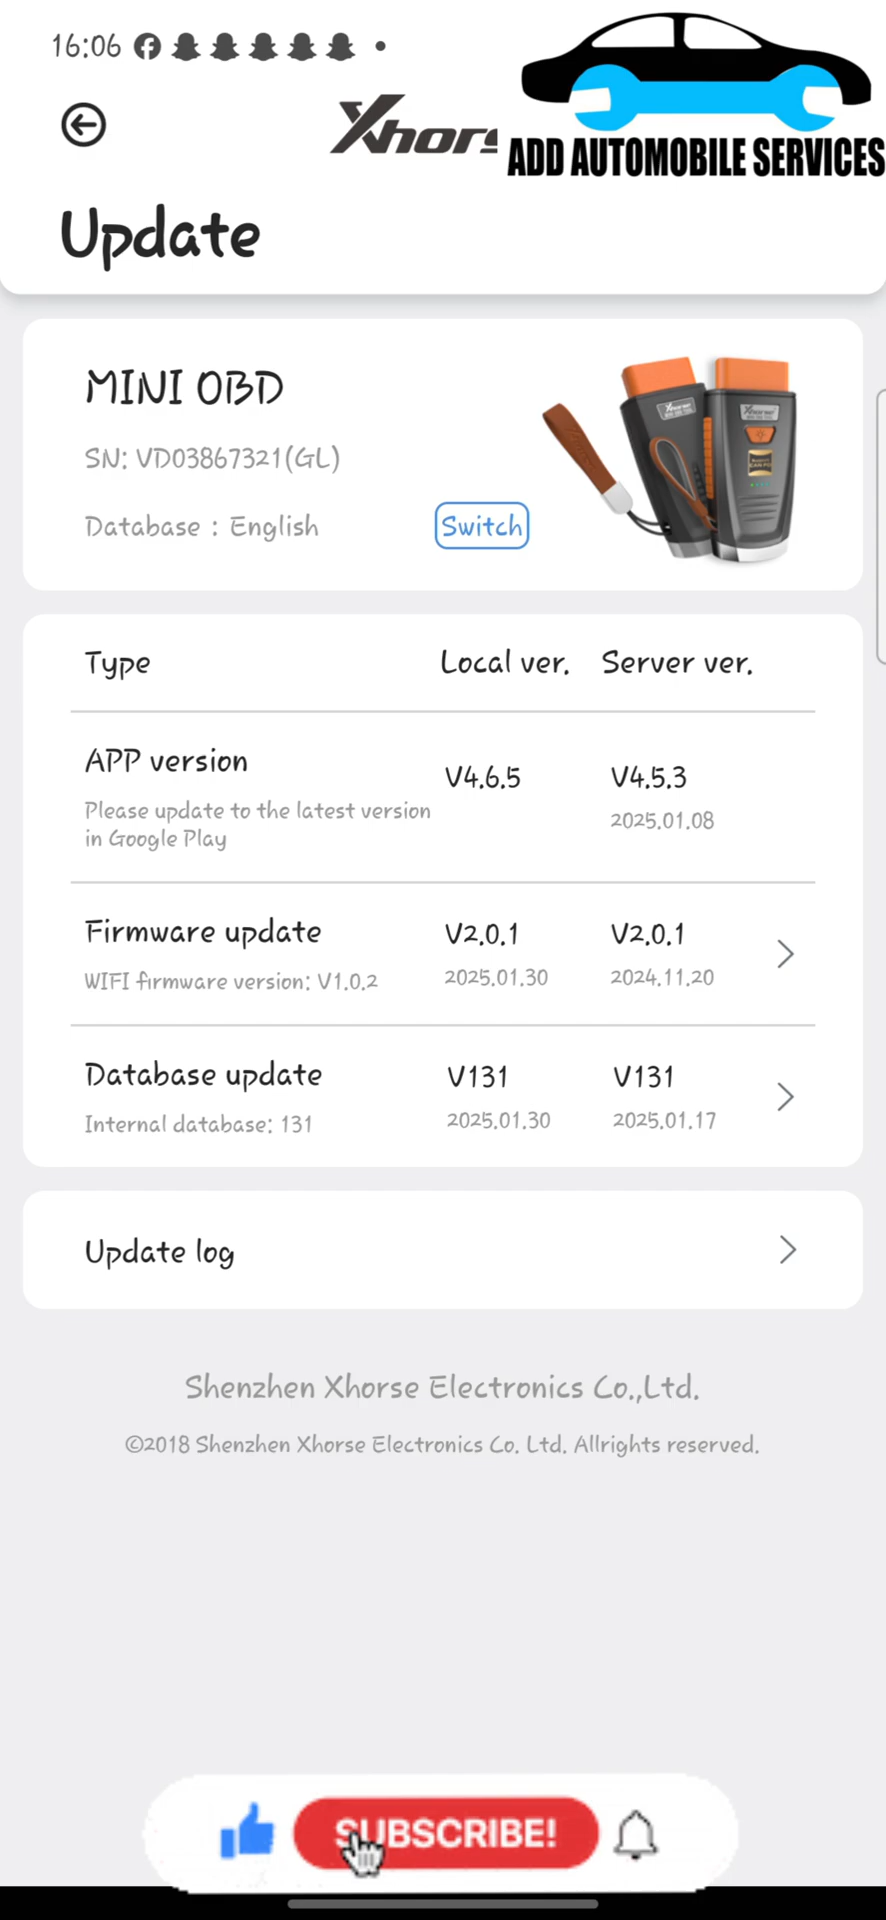 16:06
Xhors
ADD AUTOMOBILE SERVICES
Update
MINI OBD
SN: VD03867321(GL)
Database : English
Switch
Type Local ver. Server ver.
APP version
V4.6.5 V4.5.3
Please update to the latest version
in Google Play
2025.01.08
Firmware update
V2.0.1 V2.0.1
WIFI firmware version: V1.0.2
2025.01.30 2024.11.20
Database update
V131 V131
Internal database: 131
2025.01.30 2025.01.17
Update log
Shenzhen Xhorse Electronics Co.,Ltd.
©2018 Shenzhen Xhorse Electronics Co. Ltd. Allrights reserved.
SUBSCRIBE!